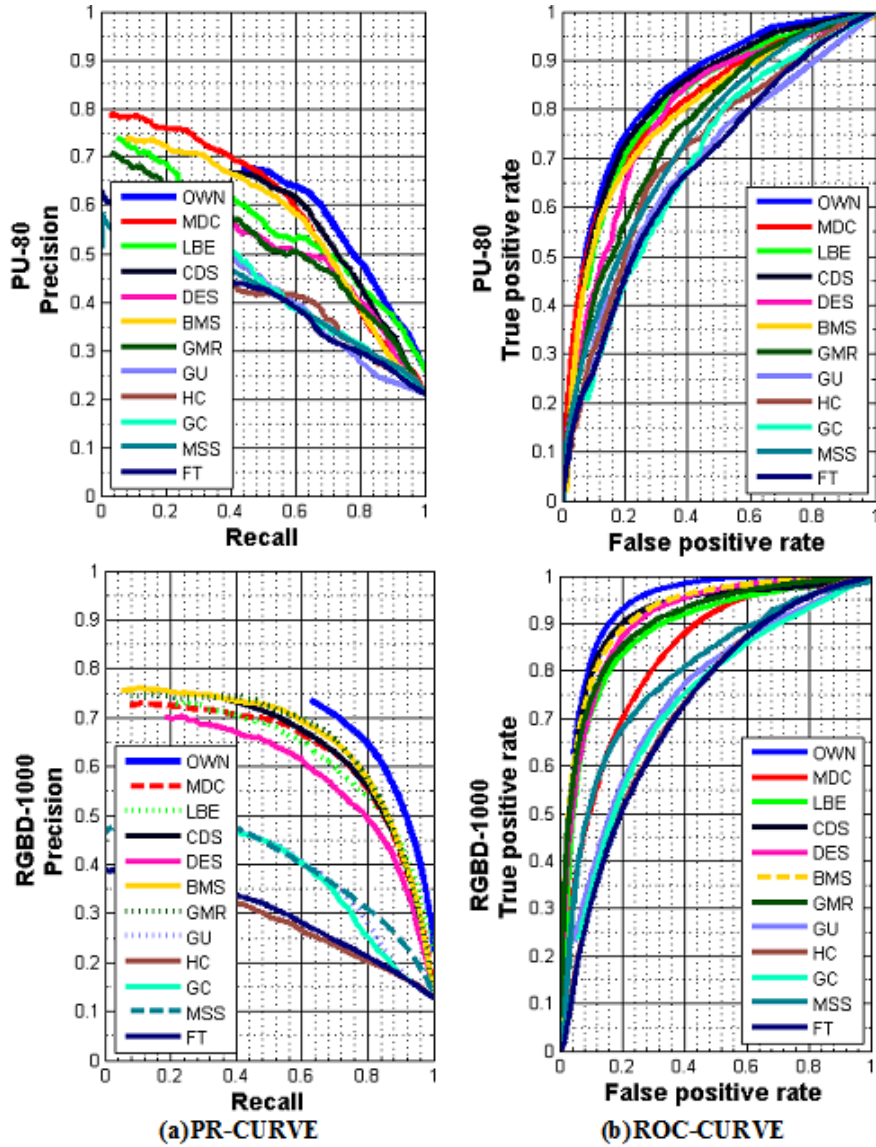 PU-80
Precision
1
0.9
0.8
0.7
0.6
0.5
0.4
0.3
0.2
0.1
0
OWN
MDC
LBE
CDS
DES
BMS
GMR
GU
HC
GC
MSS
FT
0 0.2 0.4 0.6 0.8 1
Recall
PU-80
True positive rate
1
0.9
0.8
0.7
0.6
0.5
0.4
0.3
0.2
0.1
0
OWN
MDC
LBE
CDS
DES
BMS
GMR
GU
HC
GC
MSS
FT
0 0.2 0.4 0.6 0.8 1
False positive rate
RGBD-1000
Precision
1
0.9
0.8
0.7
0.6
0.5
0.4
0.3
0.2
0.1
0
OWN
MDC
LBE
CDS
DES
BMS
GMR
GU
HC
GC
MSS
FT
0 0.2 0.4 0.6 0.8 1
Recall
(a)PR-CURVE
RGBD-1000
True positive rate
1
0.9
0.8
0.7
0.6
0.5
0.4
0.3
0.2
0.1
0
OWN
MDC
LBE
CDS
DES
BMS
GMR
GU
HC
GC
MSS
FT
0 0.2 0.4 0.6 0.8 1
False positive rate
(b)ROC-CURVE